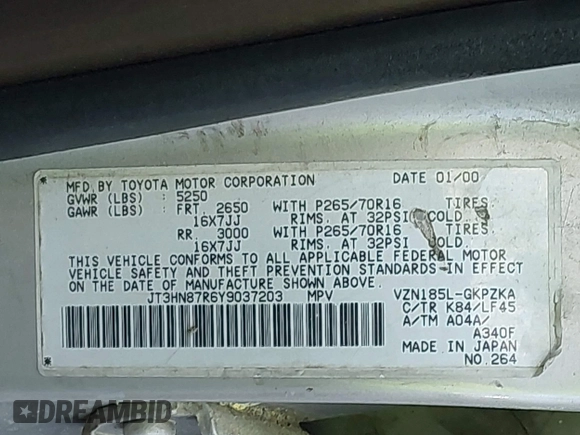 MFD. BY TOYOTA MOTOR CORPORATION DATE 01/00
GVWR (LBS) : 5250
GAWR (LBS) : FRT 2650 WITH P265/70R16 TIRES.
16X7JJ RIMS. AT 32PSI COLD.
RR 3000 WITH P265/70R16 TIRES.
16X7JJ RIMS. AT 32PSI COLD.
THIS VEHICLE CONFORMS TO ALL APPLICABLE FEDERAL MOTOR
VEHICLE SAFETY AND THEFT PREVENTION STANDARDS IN EFFECT
ON THE DATE OF MANUFACTURE SHOWN ABOVE.
JT3HN87R6Y9037203 MPV VZN185L-GKPZKA
C/TR K84/LF45
A/TM A04A/
A340F
MADE IN JAPAN
NO.264
DREAMBID